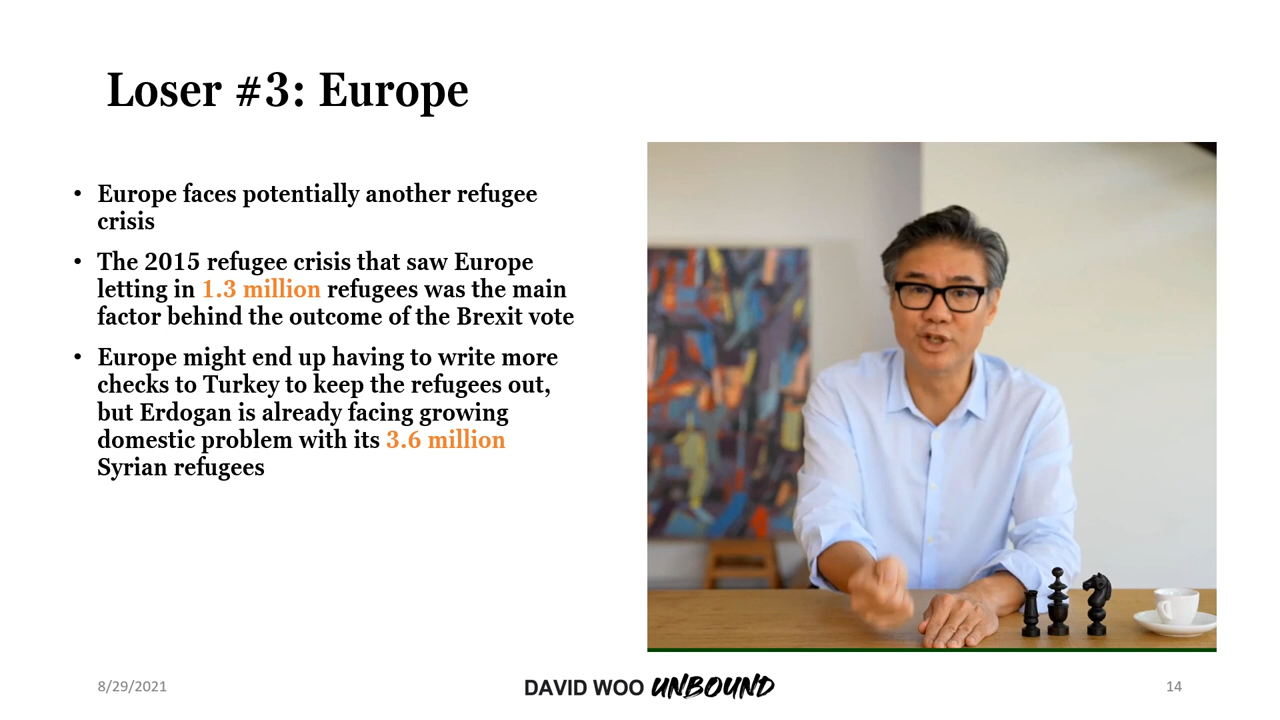 Loser #3: Europe
• Europe faces potentially another refugee
crisis
• The 2015 refugee crisis that saw Europe
letting in 1.3 million refugees was the main
factor behind the outcome of the Brexit vote
• Europe might end up having to write more
checks to Turkey to keep the refugees out,
but Erdogan is already facing growing
domestic problem with its 3.6 million
Syrian refugees
8/29/2021
DAVID WOO UNBOUND
14